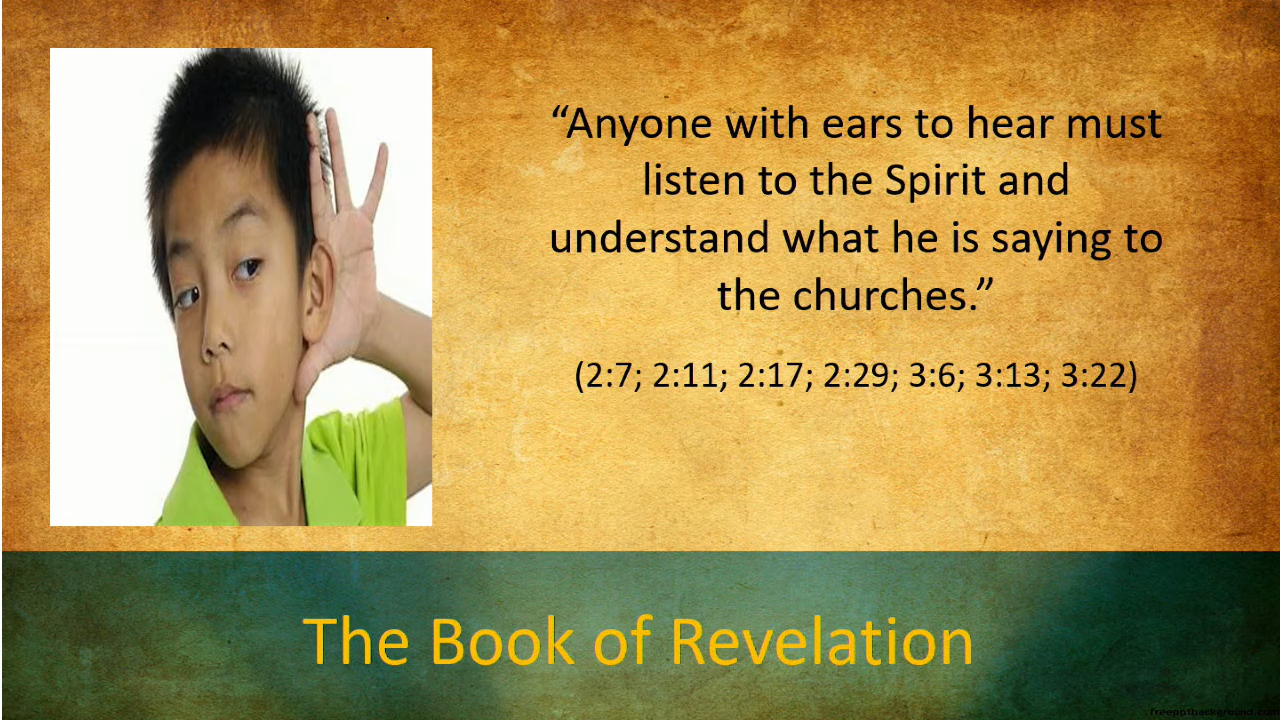 “Anyone with ears to hear must
listen to the Spirit and
understand what he is saying to
the churches.”
(2:7; 2:11; 2:17; 2:29; 3:6; 3:13; 3:22)
The Book of Revelation